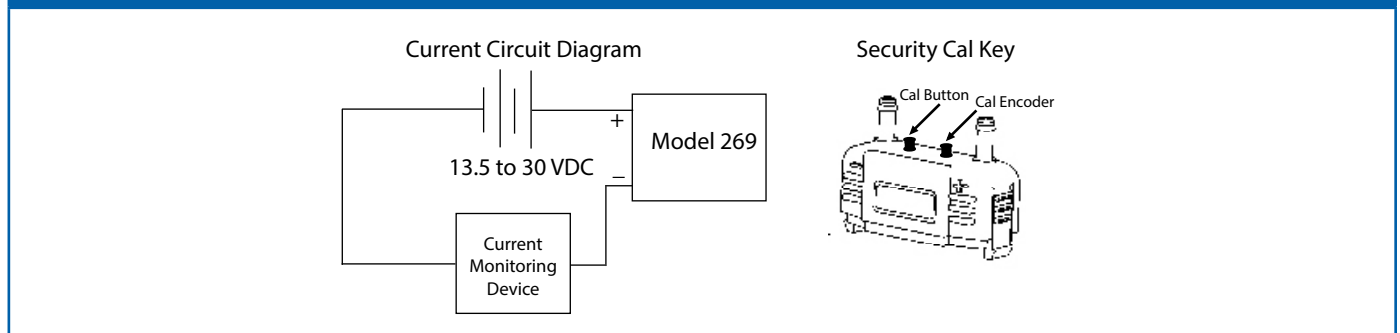 Current Circuit Diagram
Security Cal Key
Cal Button
Cal Encoder
+
Model 269
13.5 to 30 VDC
–
Current
Monitoring
Device